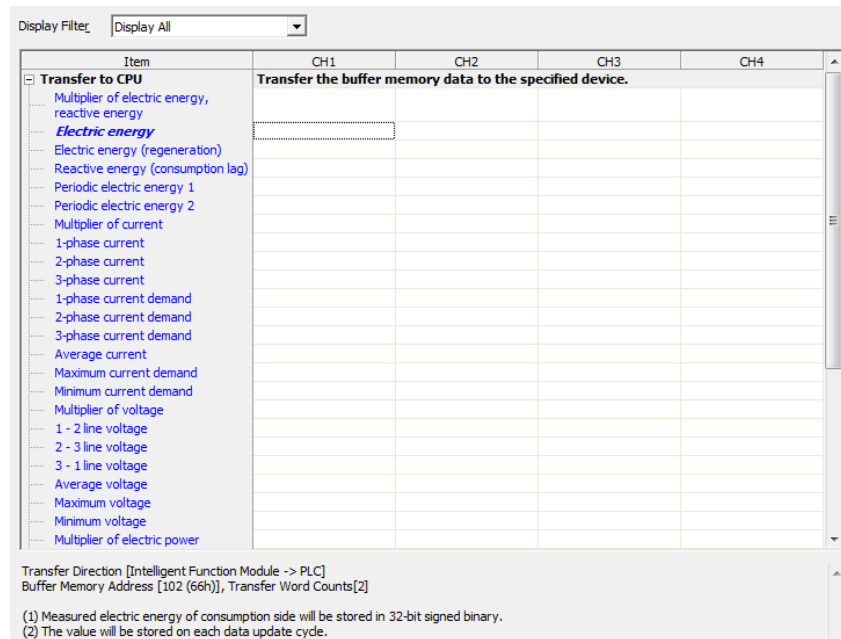 Display Filter Display All
Item CH1 CH2 CH3 CH4
Transfer to CPU Transfer the buffer memory data to the specified device.
Multiplier of electric energy,
reactive energy
Electric energy
Electric energy (regeneration)
Reactive energy (consumption lag)
Periodic electric energy 1
Periodic electric energy 2
Multiplier of current
1-phase current
2-phase current
3-phase current
1-phase current demand
2-phase current demand
3-phase current demand
Average current
Maximum current demand
Minimum current demand
Multiplier of voltage
1 - 2 line voltage
2 - 3 line voltage
3 - 1 line voltage
Average voltage
Maximum voltage
Minimum voltage
Multiplier of electric power
Transfer Direction [Intelligent Function Module -> PLC]
Buffer Memory Address [102 (66h)], Transfer Word Counts[2]
(1) Measured electric energy of consumption side will be stored in 32-bit signed binary.
(2) The value will be stored on each data update cycle.